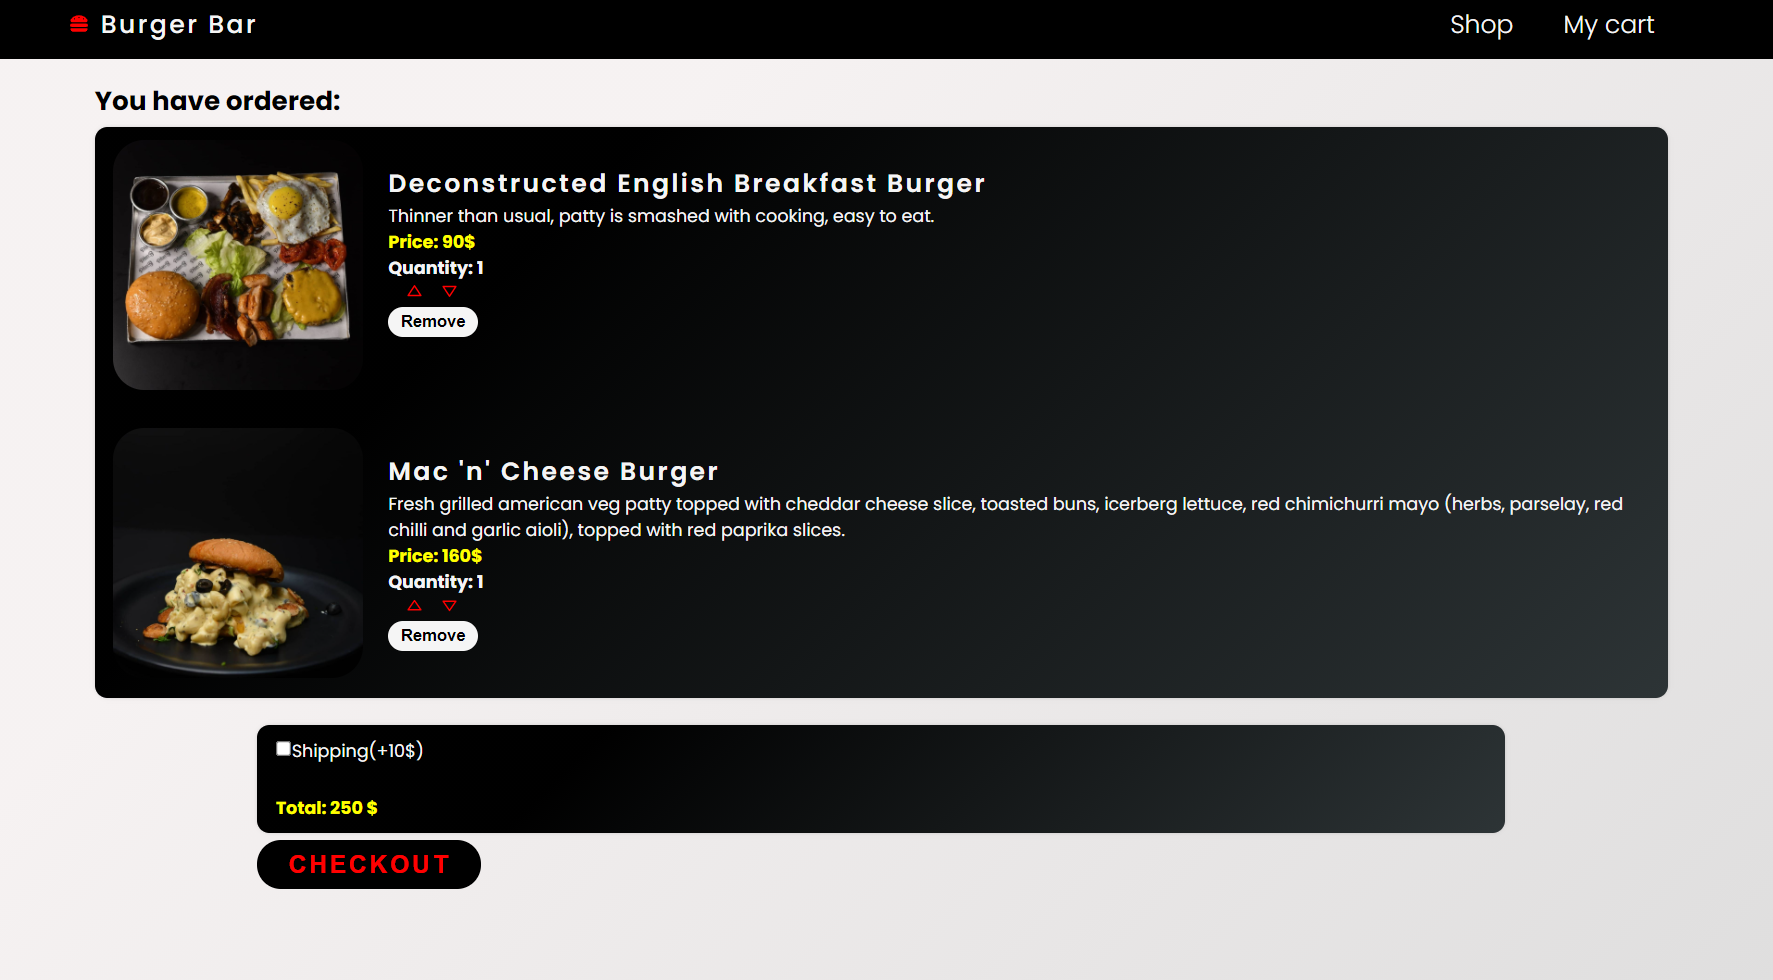 Burger Bar
Shop
My cart
You have ordered:
Deconstructed English Breakfast Burger
Thinner than usual, patty is smashed with cooking, easy to eat.
Price: 90$
Quantity: 1
Remove
Mac 'n' Cheese Burger
Fresh grilled american veg patty topped with cheddar cheese slice, toasted buns, icerberg lettuce, red chimichurri mayo (herbs, parselay, red
chilli and garlic aioli), topped with red paprika slices.
Price: 160$
Quantity: 1
Remove
Shipping(+10$)
Total: 250 $
CHECKOUT